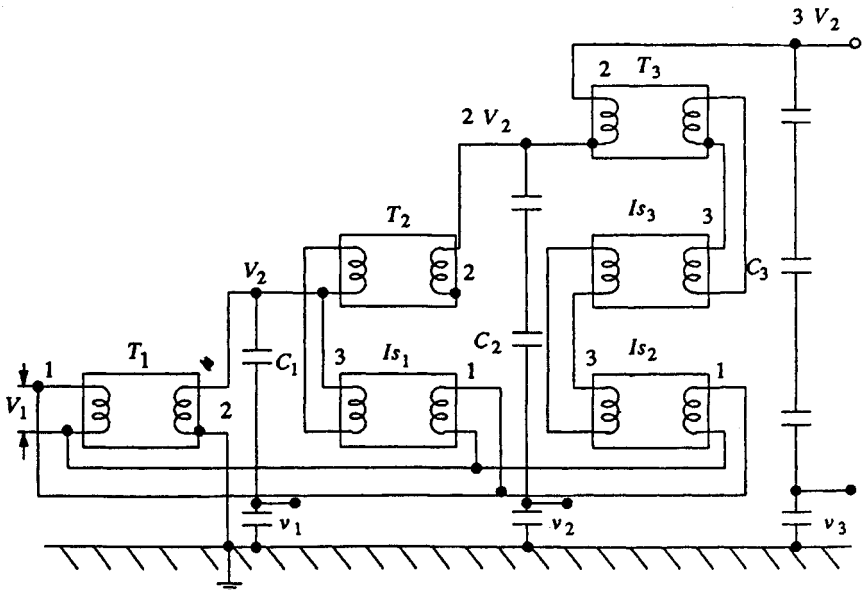 3 V₂
2 T₃
2 V₂
Is₃ 3
T₂
V₂
2
C₃
T₁
C₁
3 Is₁ 1
C₂
3 Is₂ 1
1
V₁
2
v₁
v₂
v₃